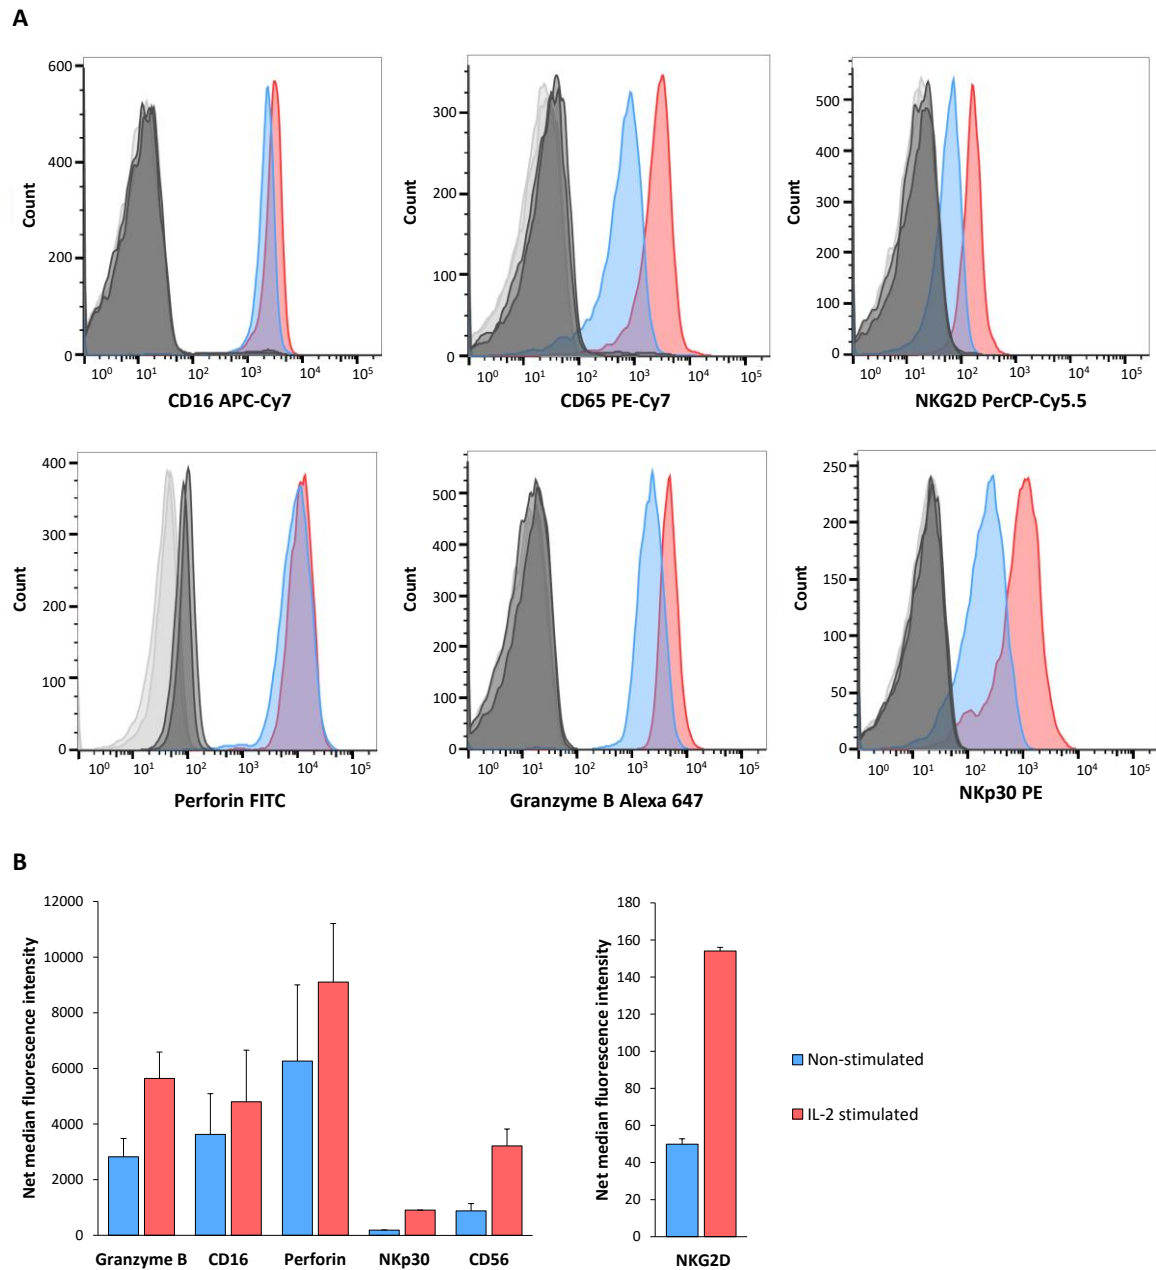 A
600
400
200
0
Count
10⁰ 10¹ 10² 10³ 10⁴ 10⁵
CD16 APC-Cy7
300
200
100
0
Count
10⁰ 10¹ 10² 10³ 10⁴ 10⁵
CD65 PE-Cy7
500
400
300
200
100
0
Count
10⁰ 10¹ 10² 10³ 10⁴ 10⁵
NKG2D PerCP-Cy5.5
400
300
200
100
0
Count
10⁰ 10¹ 10² 10³ 10⁴ 10⁵
Perforin FITC
500
400
300
200
100
0
Count
10⁰ 10¹ 10² 10³ 10⁴ 10⁵
Granzyme B Alexa 647
250
200
150
100
50
0
Count
10⁰ 10¹ 10² 10³ 10⁴ 10⁵
NKp30 PE
B
12000
10000
8000
6000
4000
2000
0
Net median fluorescence intensity
Granzyme B CD16 Perforin NKp30 CD56
180
160
140
120
100
80
60
40
20
0
Net median fluorescence intensity
NKG2D
Non-stimulated
IL-2 stimulated